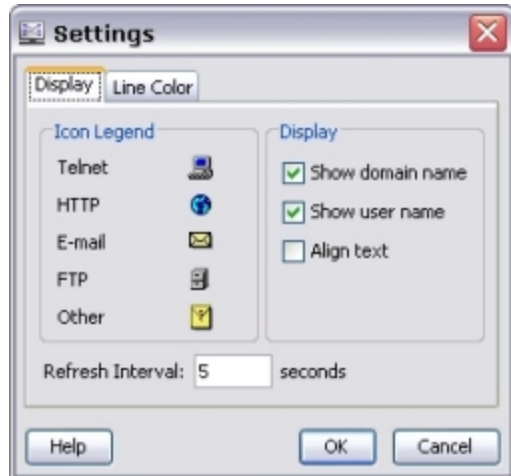 Settings
Display
Line Color
Icon Legend
Telnet
HTTP
E-mail
FTP
Other
Display
Show domain name
Show user name
Align text
Refresh Interval: 5 seconds
Help
OK
Cancel